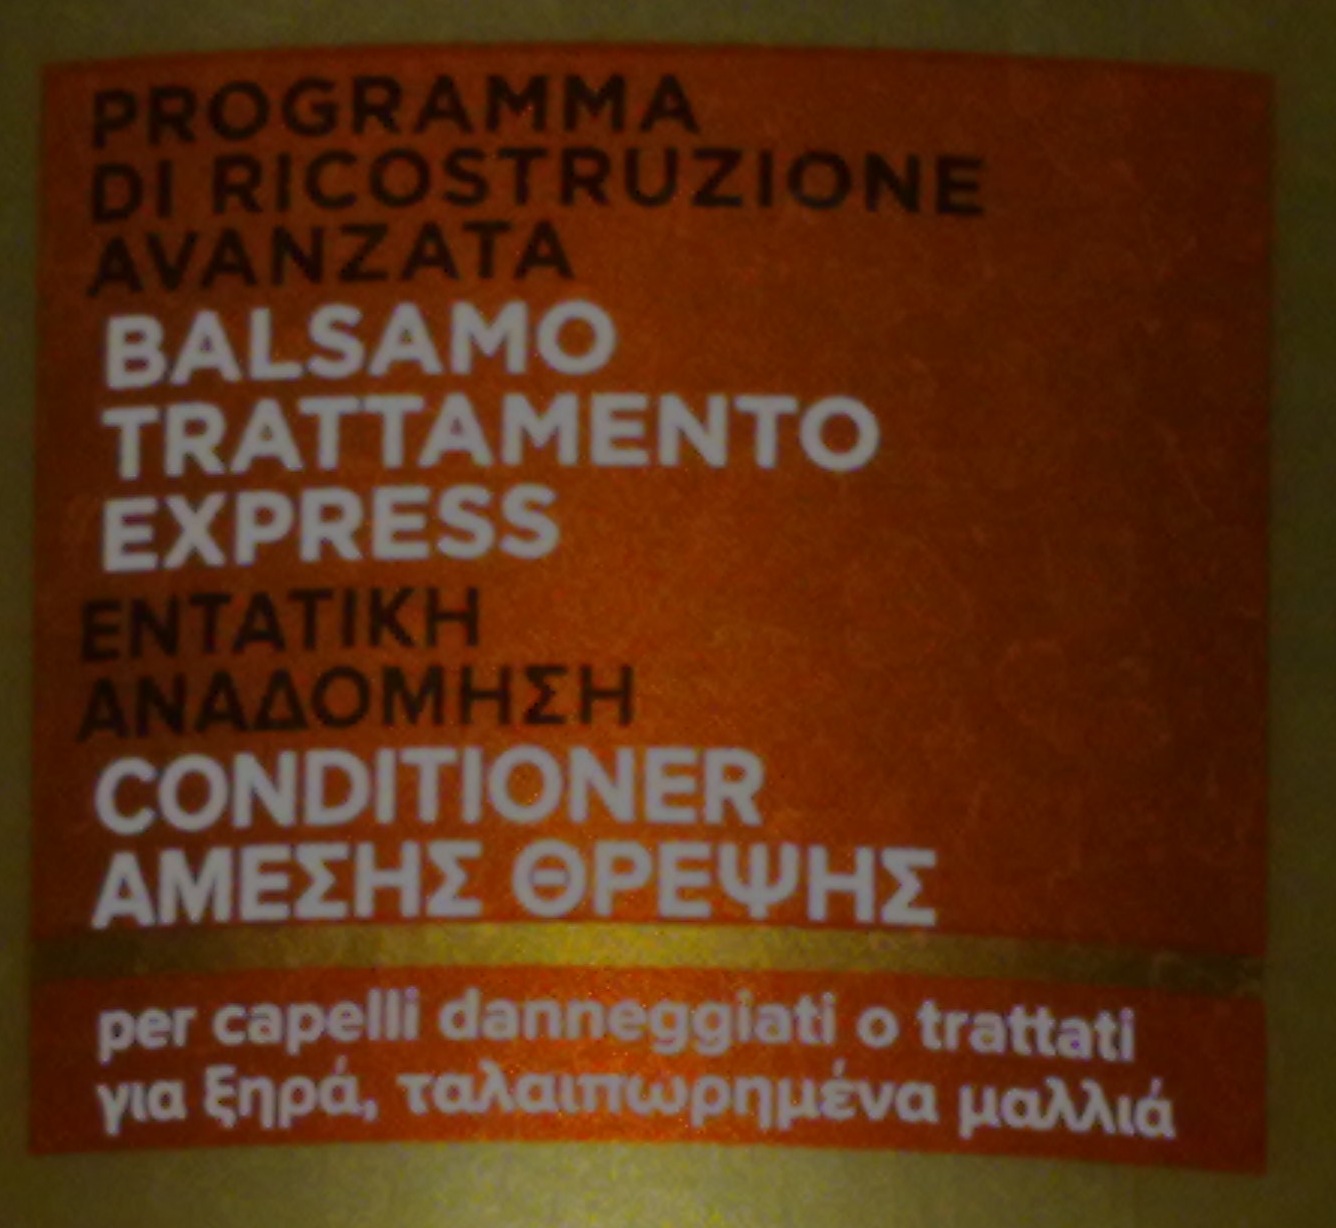 PROGRAMMA
DI RICOSTRUZIONE
AVANZATA
BALSAMO
TRATTAMENTO
EXPRESS
ΕΝΤΑΤΙΚΗ
ΑΝΑΔΟΜΗΣΗ
CONDITIONER
ΑΜΕΣΗΣ ΘΡΕΨΗΣ
per capelli danneggiati o trattati
για ξηρά, ταλαιπωρημένα μαλλιά